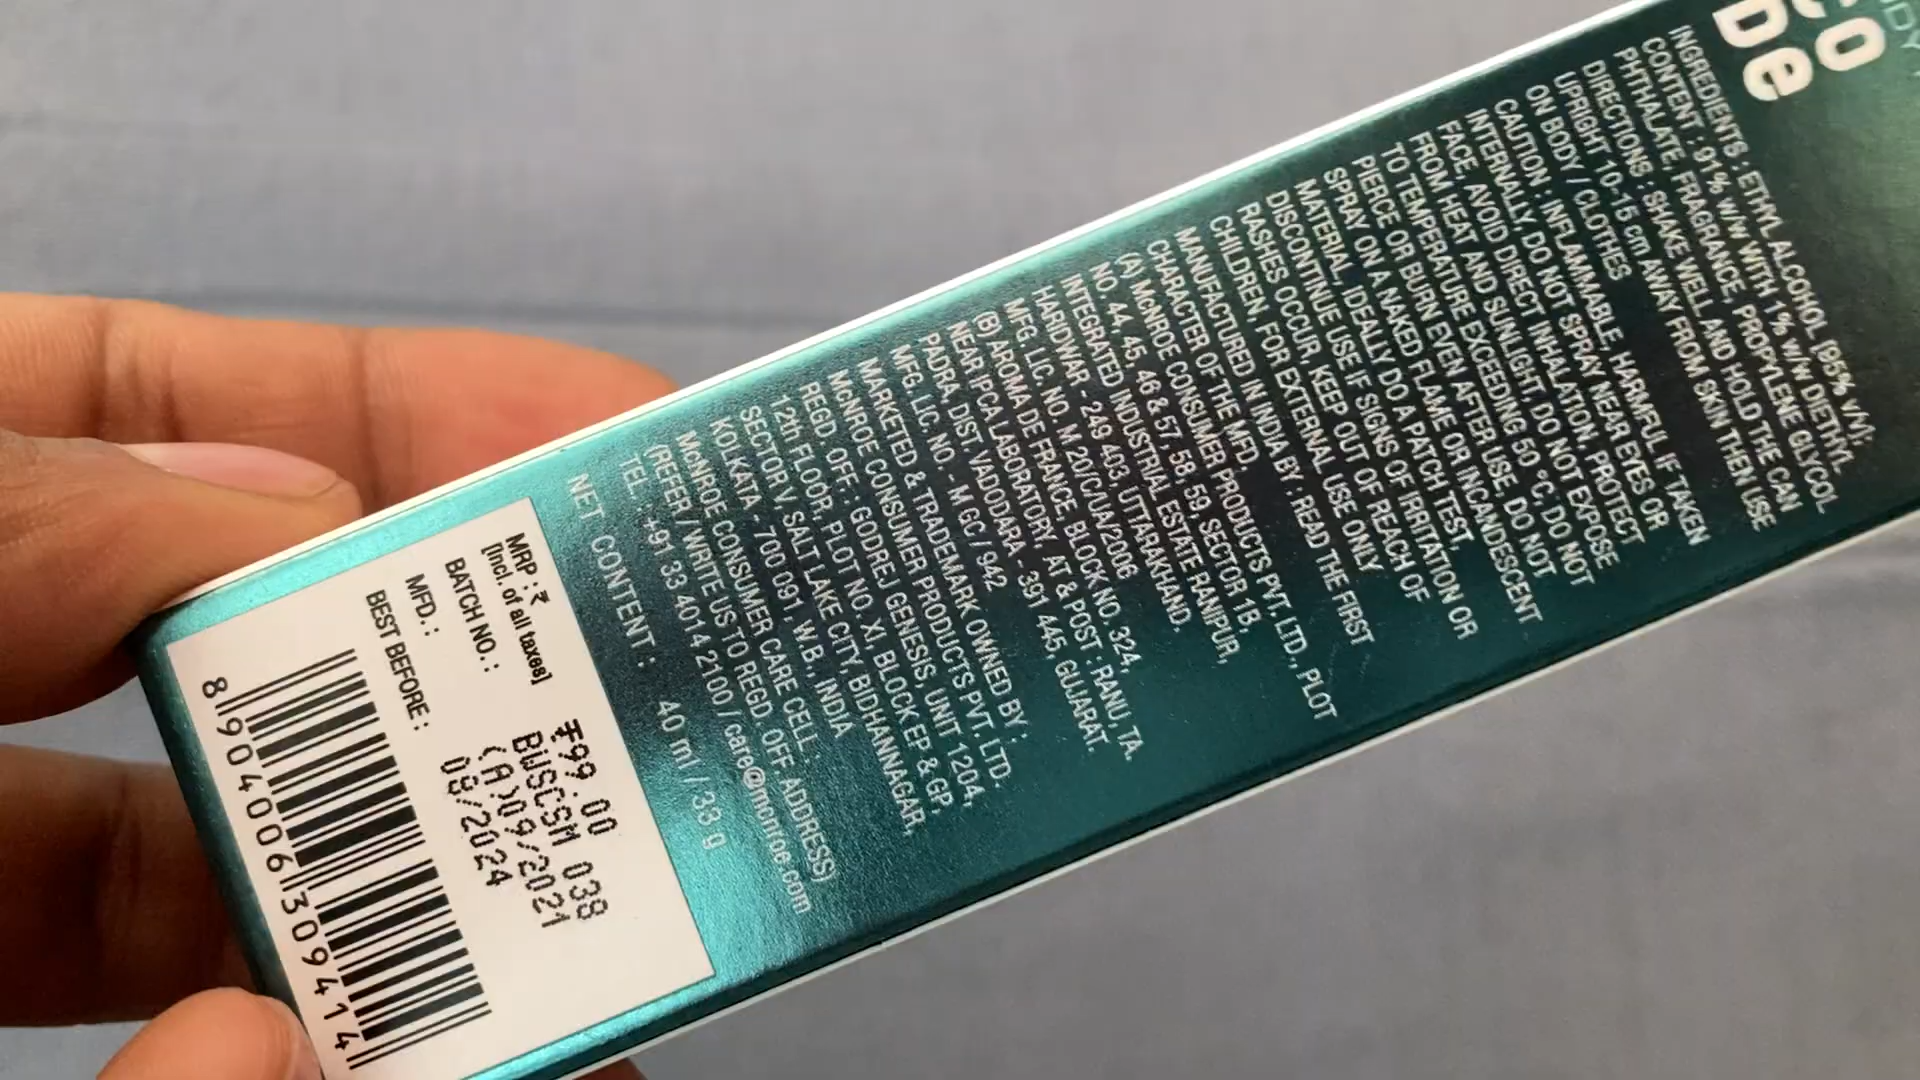 De
INGREDIENTS : ETHYL ALCOHOL [95% v/v];
CONTENT : 91% w/w WITH 1% w/w DIETHYL
PHTHALATE, FRAGRANCE, PROPYLENE GLYCOL
DIRECTIONS : SHAKE WELL AND HOLD THE CAN
UPRIGHT 10-15 cm AWAY FROM SKIN THEN USE
ON BODY / CLOTHES
CAUTION : INFLAMMABLE, HARMFUL IF TAKEN
INTERNALLY, DO NOT SPRAY NEAR EYES OR
FACE, AVOID DIRECT INHALATION, PROTECT
FROM HEAT AND SUNLIGHT, DO NOT EXPOSE
TO TEMPERATURE EXCEEDING 50 °C, DO NOT
PIERCE OR BURN EVEN AFTER USE, DO NOT
SPRAY ON A NAKED FLAME OR INCANDESCENT
MATERIAL, IDEALLY DO A PATCH TEST,
DISCONTINUE USE IF SIGNS OF IRRITATION OR
RASHES OCCUR, KEEP OUT OF REACH OF
CHILDREN, FOR EXTERNAL USE ONLY
MANUFACTURED IN INDIA BY : READ THE FIRST
CHARACTER OF THE MFD.
(A) McNROE CONSUMER PRODUCTS PVT. LTD., PLOT
NO. 44, 45, 46 & 57, 58, 59, SECTOR 1B,
INTEGRATED INDUSTRIAL ESTATE RANIPUR,
HARDWAR - 249 403, UTTARAKHAND.
MFG. LIC. NO. M 20/C/UA/2006
(B) AROMA DE FRANCE, BLOCK NO. 324,
NEAR IPCA LABORATORY, AT & POST : RANU, TA.
PADRA, DIST. VADODARA - 391 445, GUJARAT.
MFG. LIC. NO. - M GC / 942
MARKETED & TRADEMARK OWNED BY :
McNROE CONSUMER PRODUCTS PVT. LTD.
REGD. OFF.: GODREJ GENESIS, UNIT 1204,
12th FLOOR, PLOT NO. XI, BLOCK EP & GP,
SECTOR V, SALT LAKE CITY, BIDHANNAGAR,
KOLKATA - 700 091, W.B. INDIA
McNROE CONSUMER CARE CELL :
(REFER / WRITE US TO REGD. OFF. ADDRESS)
TEL : +91 33 4014 2100 / care@mcnroe.com
NET CONTENT : 40 ml / 33 g
MRP : ₹ ₹99.00
[Incl. of all taxes]
BATCH NO. : BWSCSM 038
MFD. : (A)09/2021
BEST BEFORE : 08/2024
8 904006 309414